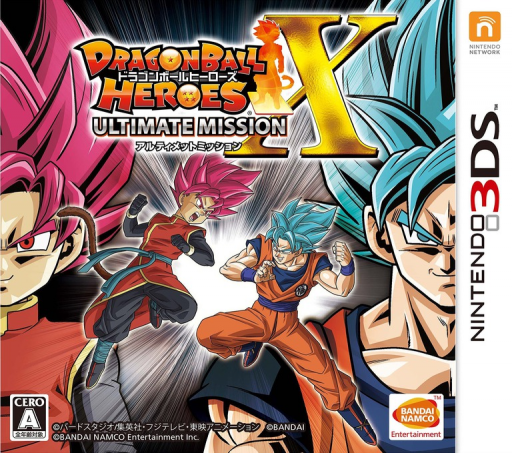 DRAGONBALL
ドラゴンボールヒーローズ
HEROES
ULTIMATE MISSION
アルティメットミッション
X
NINTENDO
NETWORK
NINTENDO 3DS™
CERO
A
全年齢対象
©バードスタジオ/集英社・フジテレビ・東映アニメーション ©BANDAI
©BANDAI NAMCO Entertainment Inc.
BANDAI
NAMCO
Entertainment
TM